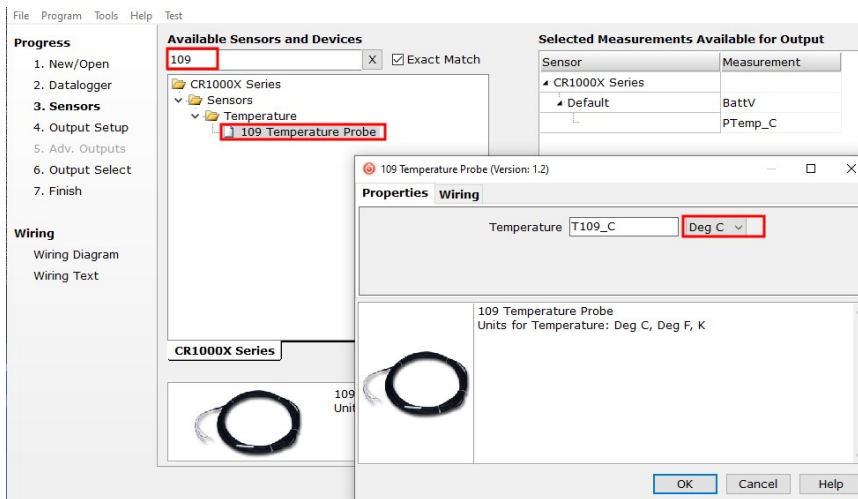 File Program Tools Help Test
Progress
1. New/Open
2. Datalogger
3. Sensors
4. Output Setup
5. Adv. Outputs
6. Output Select
7. Finish
Wiring
Wiring Diagram
Wiring Text
Available Sensors and Devices
109 X Exact Match
CR1000X Series
Sensors
Temperature
109 Temperature Probe
CR1000X Series
109
Unit
Selected Measurements Available for Output
Sensor Measurement
CR1000X Series
Default BattV
PTemp_C
109 Temperature Probe (Version: 1.2)
Properties Wiring
Temperature T109_C Deg C
109 Temperature Probe
Units for Temperature: Deg C, Deg F, K
OK Cancel Help